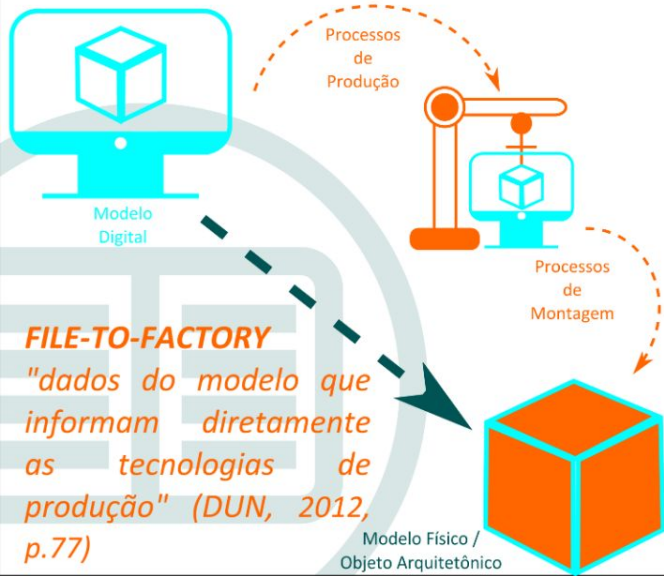 Processos
de
Produção
Modelo
Digital
Processos
de
Montagem
FILE-TO-FACTORY
"dados do modelo que
informam diretamente
as tecnologias de
produção" (DUN, 2012,
p.77)
Modelo Físico /
Objeto Arquitetônico